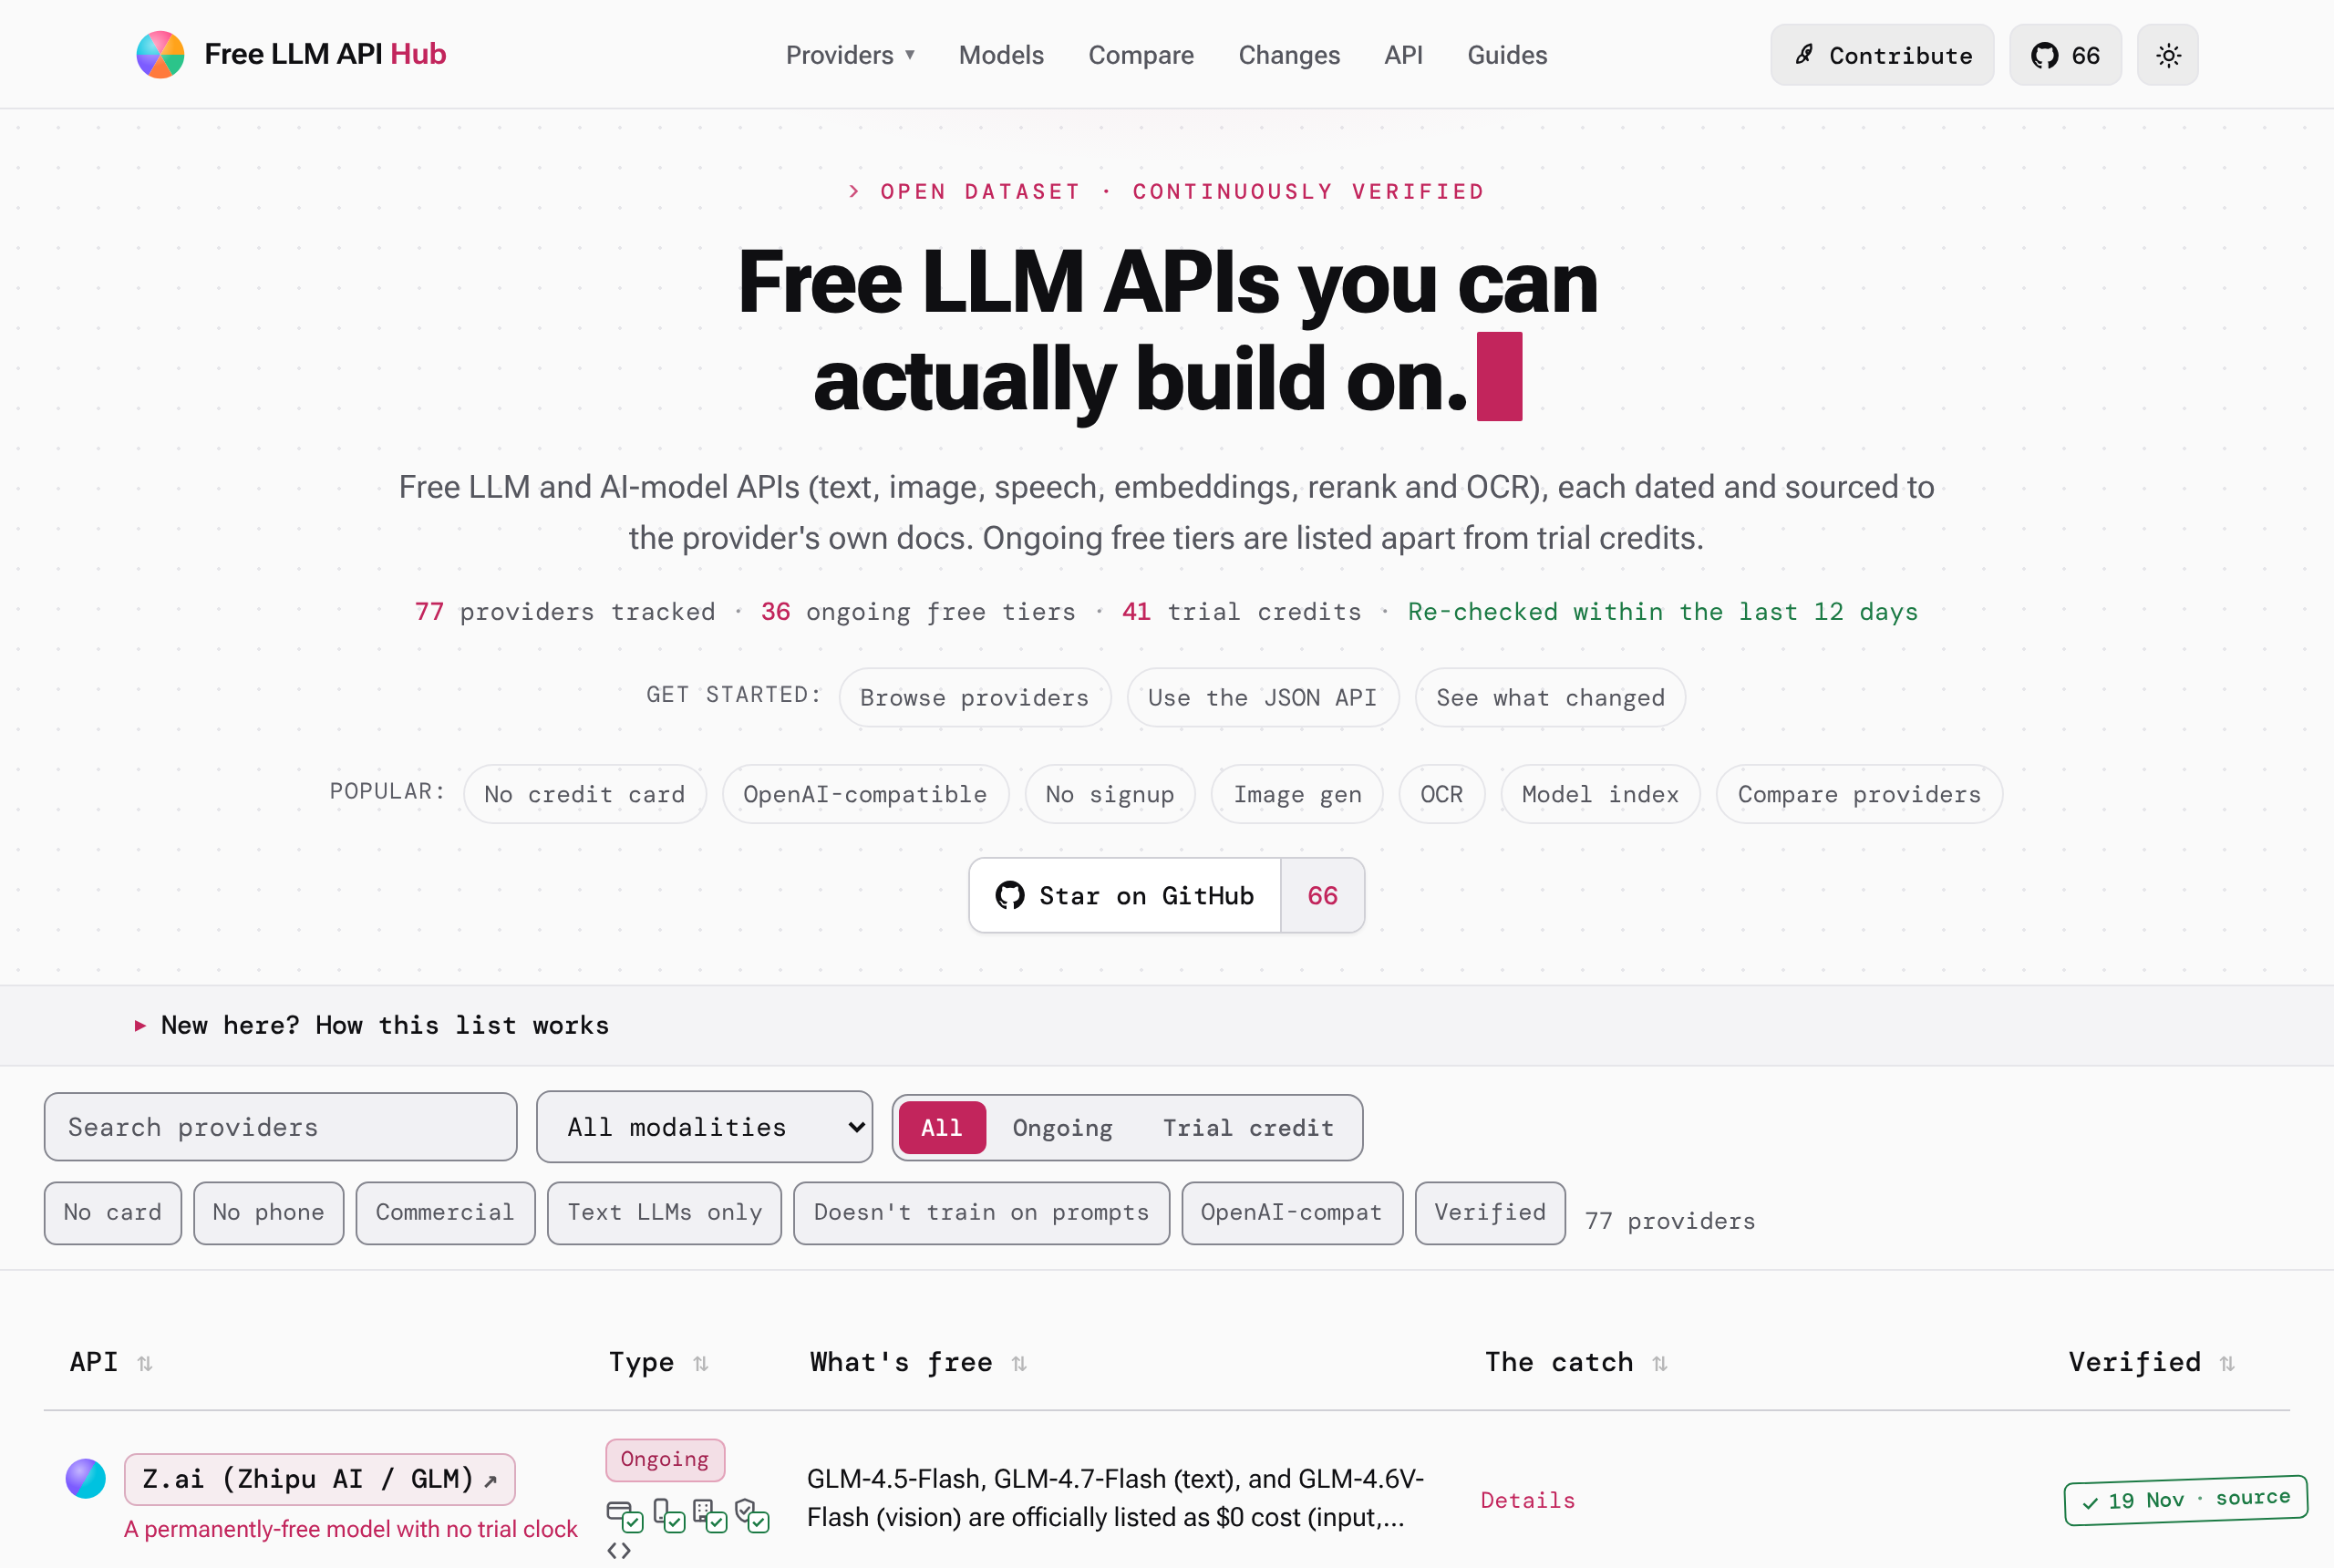 Free LLM API Hub
Providers ▼ Models Compare Changes API Guides
Contribute 66
> OPEN DATASET · CONTINUOUSLY VERIFIED
Free LLM APIs you can
actually build on.
Free LLM and AI-model APIs (text, image, speech, embeddings, rerank and OCR), each dated and sourced to
the provider's own docs. Ongoing free tiers are listed apart from trial credits.
77 providers tracked · 36 ongoing free tiers · 41 trial credits · Re-checked within the last 12 days
GET STARTED: Browse providers Use the JSON API See what changed
POPULAR: No credit card OpenAI-compatible No signup Image gen OCR Model index Compare providers
Star on GitHub 66
▶ New here? How this list works
Search providers All modalities All Ongoing Trial credit
No card No phone Commercial Text LLMs only Doesn't train on prompts OpenAI-compat Verified 77 providers
API ⇅ Type ⇅ What's free ⇅ The catch ⇅ Verified ⇅
Z.ai (Zhipu AI / GLM) ↗
A permanently-free model with no trial clock
Ongoing
GLM-4.5-Flash, GLM-4.7-Flash (text), and GLM-4.6V-
Flash (vision) are officially listed as $0 cost (input,...
Details
✓ 19 Nov · source